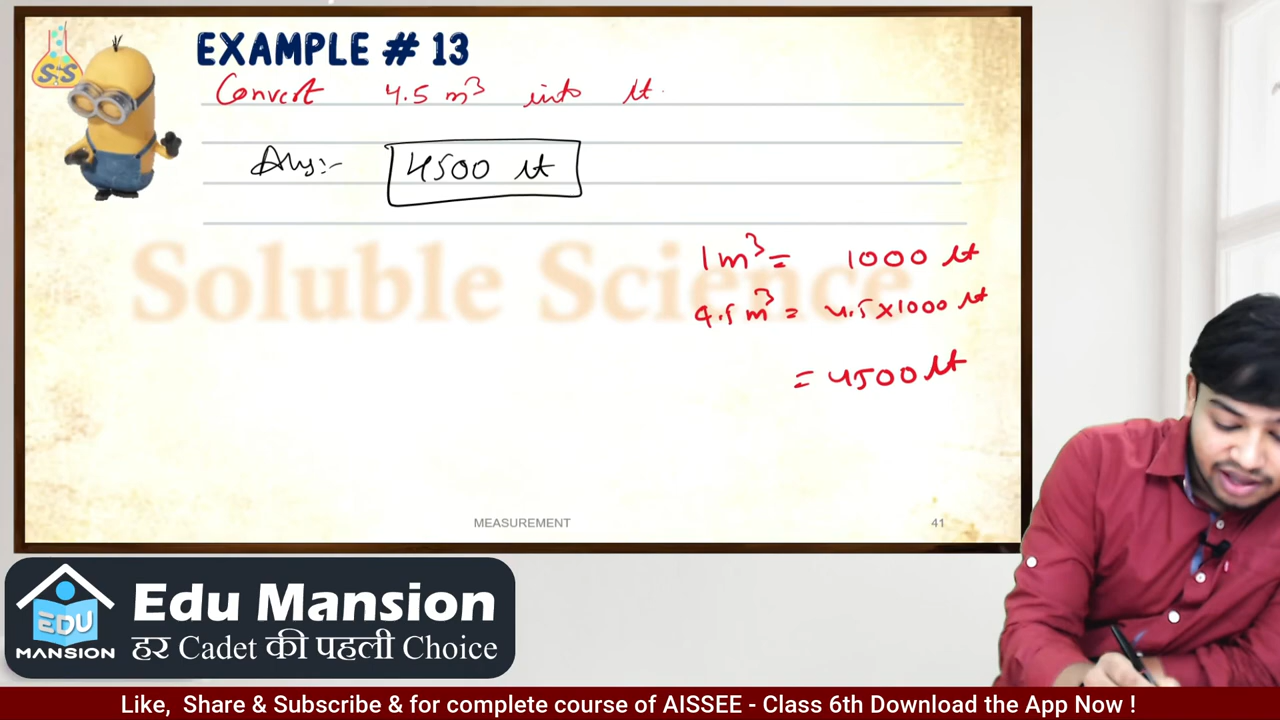 S S
EXAMPLE # 13
Convert 4.5 m³ into lt.
Ans:- 4500 lt
Soluble Science
1 m³ = 1000 lt
4.5 m³ = 4.5 x 1000 lt
= 4500 lt
MEASUREMENT
41
EDU
MANSION
Edu Mansion
हर Cadet की पहली Choice
Like, Share & Subscribe & for complete course of AISSEE - Class 6th Download the App Now !